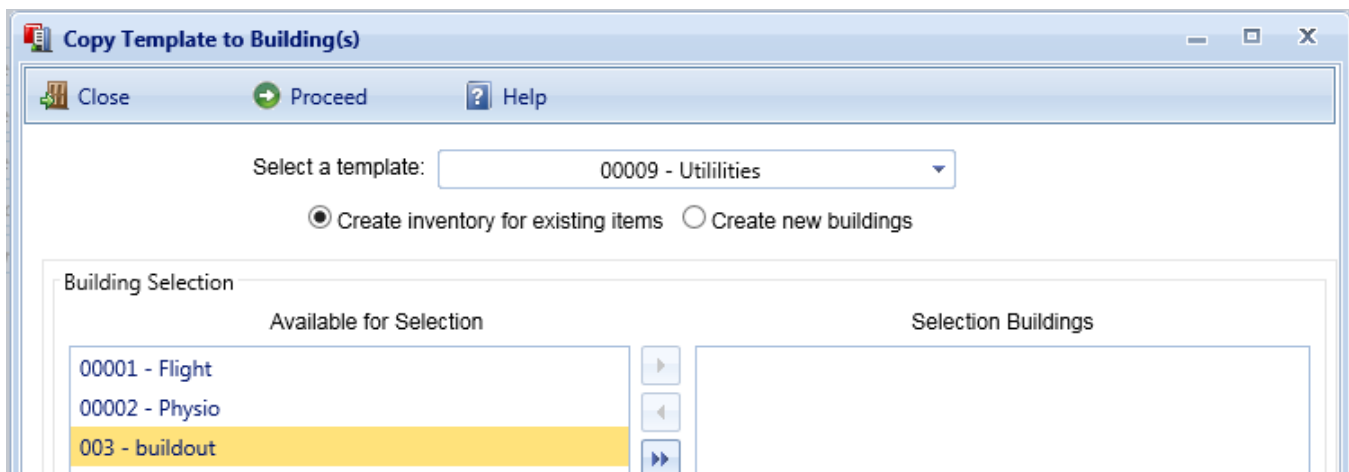 Copy Template to Building(s)
Close Proceed Help
Select a template: 00009 - Utililities
Create inventory for existing items Create new buildings
Building Selection
Available for Selection Selection Buildings
00001 - Flight
00002 - Physio
003 - buildout